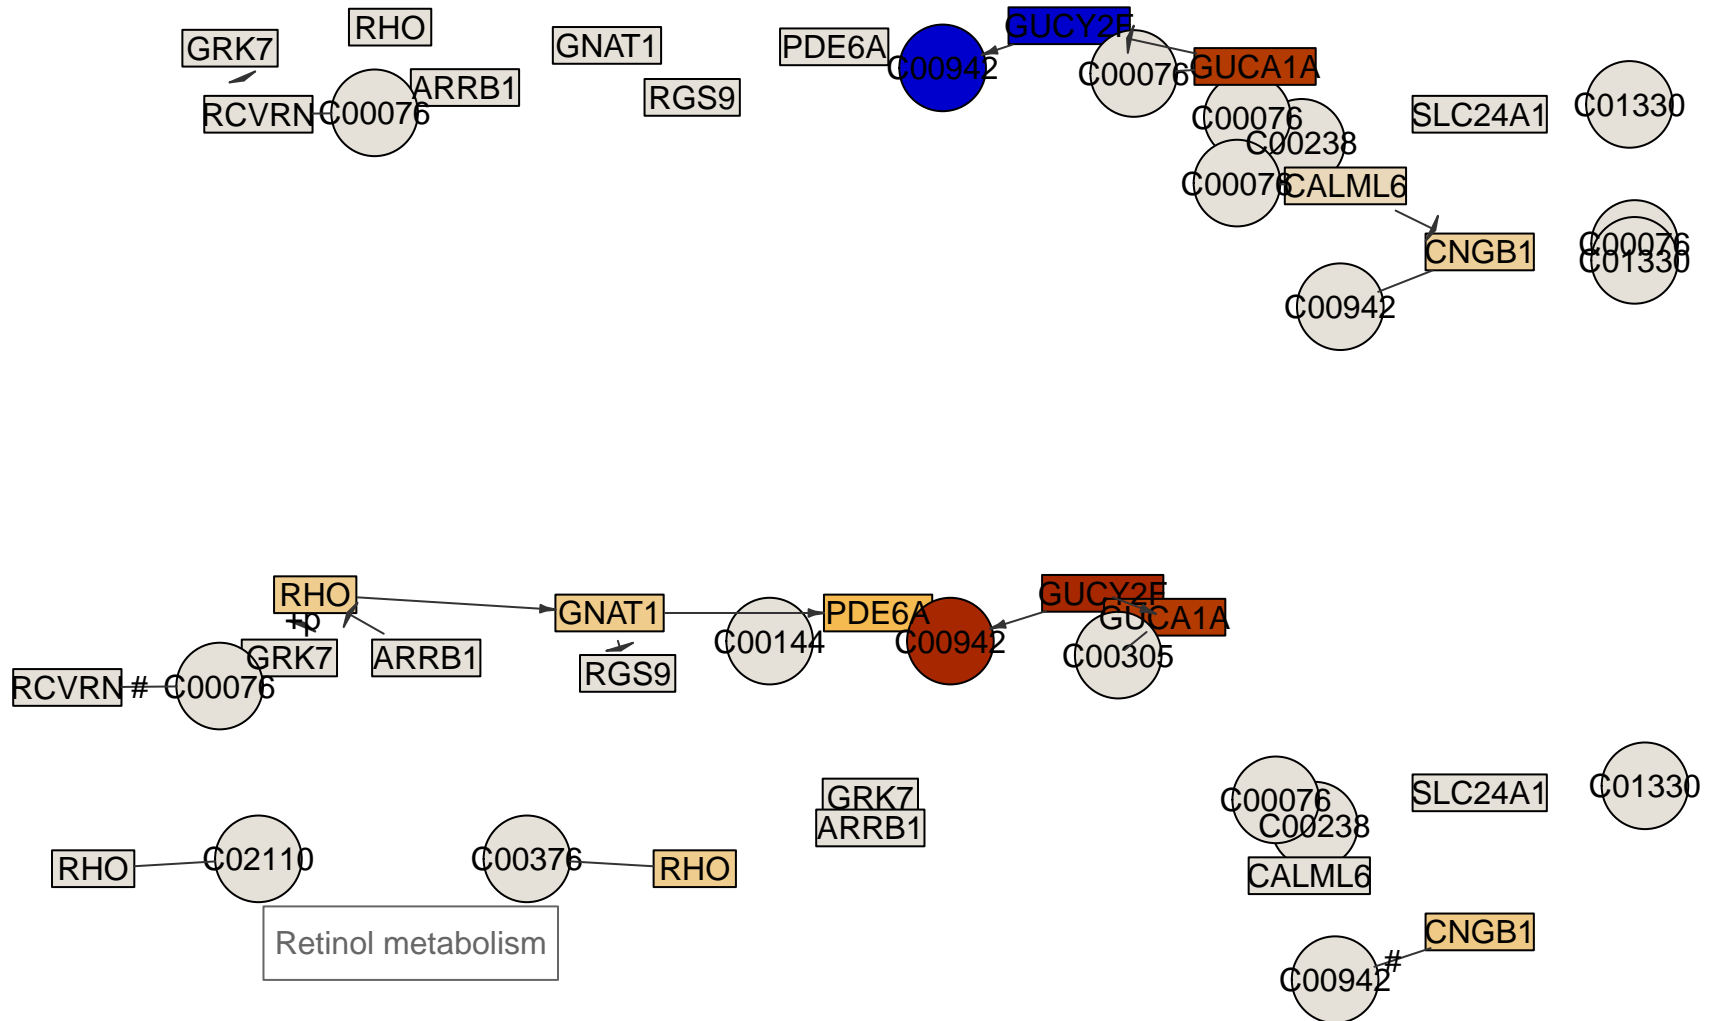 RHO
GRK7
GNAT1
PDE6A
GUCY2F
C00942
C00076
GUCA1A
ARRB1
RGS9
RCVRN
C00076
C00076
C00238
SLC24A1
C01330
C00076
CALML6
C00076
C01330
CNGB1
C00942
RHO
+p
GNAT1
PDE6A
GUCY2F
GUCA1A
C00144
C00942
C00305
GRK7
ARRB1
RGS9
RCVRN
#
C00076
GRK7
ARRB1
C00076
C00238
SLC24A1
C01330
RHO
C02110
C00376
RHO
CALML6
Retinol metabolism
CNGB1
#
C00942